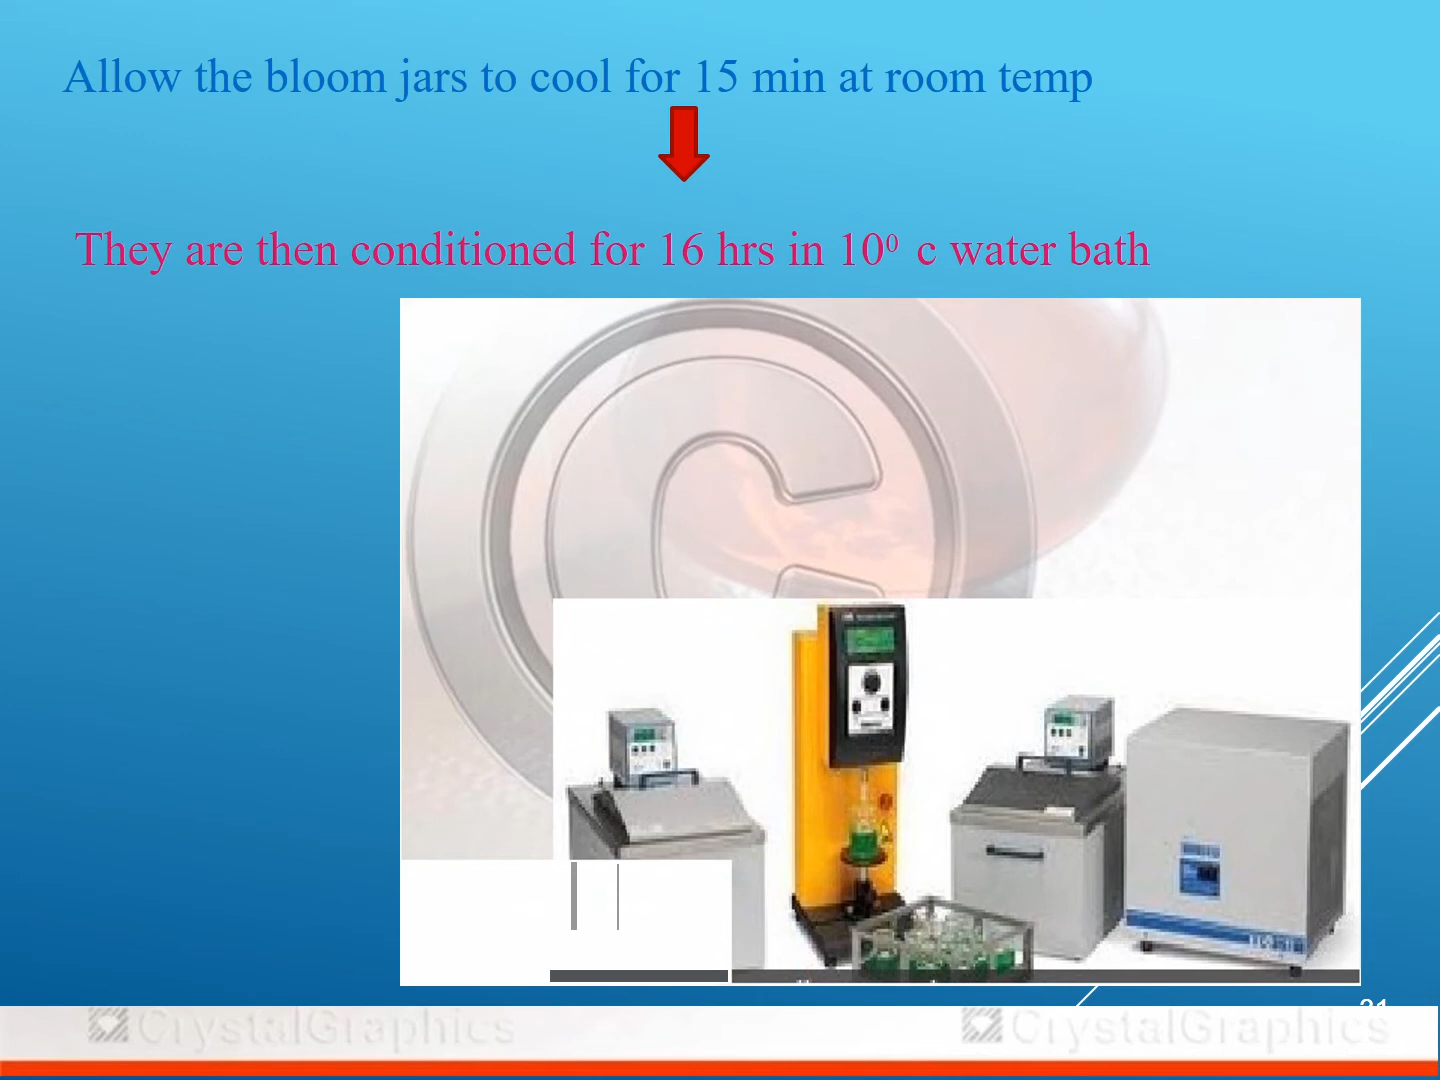 Allow the bloom jars to cool for 15 min at room temp
They are then conditioned for 16 hrs in 10⁰ c water bath
CrystalGraphics CrystalGraphics